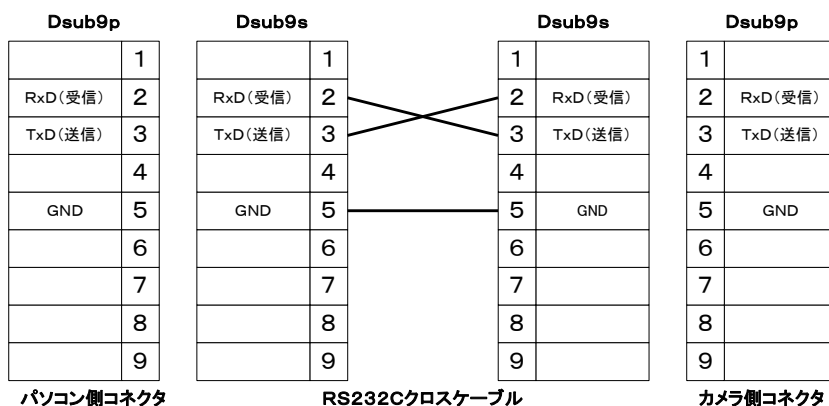 Dsub9p Dsub9s Dsub9s Dsub9p
1 1 1 1
RxD(受信) 2 RxD(受信) 2 2 RxD(受信) 2 RxD(受信)
TxD(送信) 3 TxD(送信) 3 3 TxD(送信) 3 TxD(送信)
4 4 4 4
GND 5 GND 5 5 GND 5 GND
6 6 6 6
7 7 7 7
8 8 8 8
9 9 9 9
パソコン側コネクタ RS232Cクロスケーブル カメラ側コネクタ